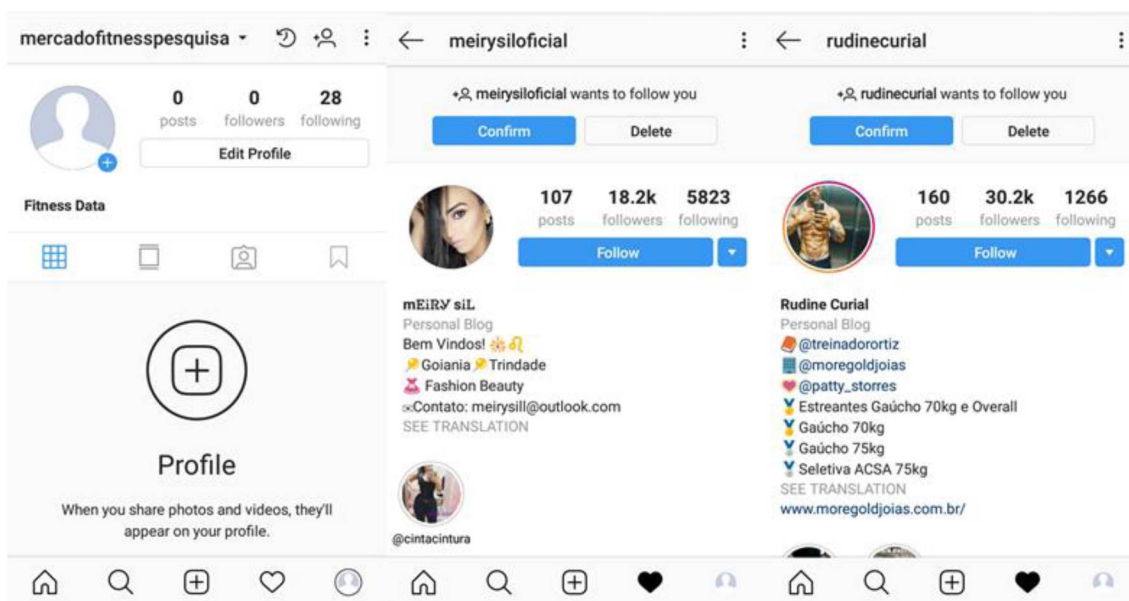 mercadofitnesspesquisa
0 0 28
posts followers following
Edit Profile
Fitness Data
Profile
When you share photos and videos, they'll
appear on your profile.
meirysiloficial
meirysiloficial wants to follow you
Confirm Delete
107 18.2k 5823
posts followers following
Follow
mEiRY siL
Personal Blog
Bem Vindos!
Goiania Trindade
Fashion Beauty
Contato: meirysill@outlook.com
SEE TRANSLATION
@cintacintura
rudinecurial
rudinecurial wants to follow you
Confirm Delete
160 30.2k 1266
posts followers following
Follow
Rudine Curial
Personal Blog
@treinadorortiz
@moregoldjoias
@patty_storres
Estreantes Gaúcho 70kg e Overall
Gaúcho 70kg
Gaúcho 75kg
Seletiva ACSA 75kg
SEE TRANSLATION
www.moregoldjoias.com.br/